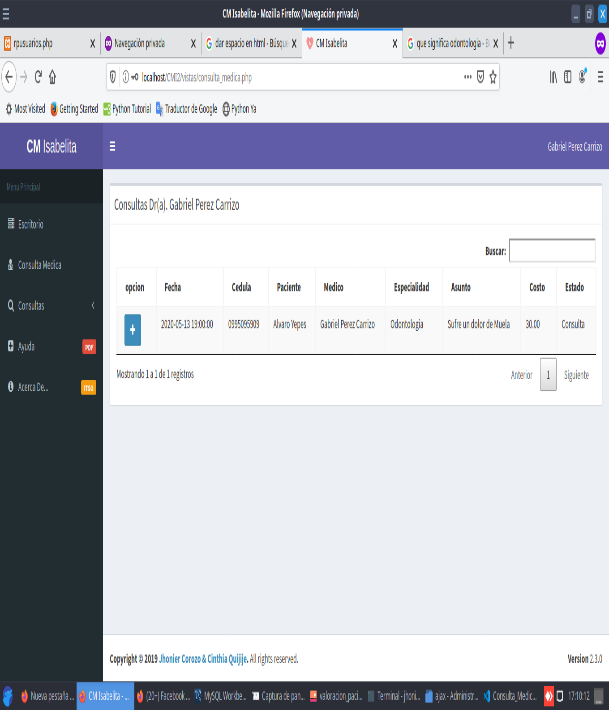 CM Isabelita - Mozilla Firefox (Navegación privada)
rpusuarios.php
Navegación privada
dar espacio en html - Búsqu
CM Isabelita
que significa odontologia - B
localhost/CME2/vistas/consulta_medica.php
Most Visited Getting Started Python Tutorial Traductor de Google Python Ya
CM Isabelita
Gabriel Perez Carrizo
Menu Principal
Escritorio
Consulta Medica
Consultas
Ayuda PDF
Acerca De... ITSG
Consultas Dr(a). Gabriel Perez Carrizo
Buscar:
opcion Fecha Cedula Paciente Medico Especialidad Asunto Costo Estado
2020-05-13 19:00:00 0995095909 Alvaro Yepes Gabriel Perez Carrizo Odontologia Sufre un dolor de Muela 30.00 Consulta
Mostrando 1 a 1 de 1 registros
Anterior 1 Siguiente
Copyright © 2019 Jhonier Corozo & Cinthia Quijije. All rights reserved.
Version 2.3.0
Nueva pestaña ... CM Isabelita - ... (20+) Facebook... MySQL Workbe... Captura de pan... valoracion_paci... Terminal - jhoni... ajax - Administr... Consulta_Medic... 17:10:12